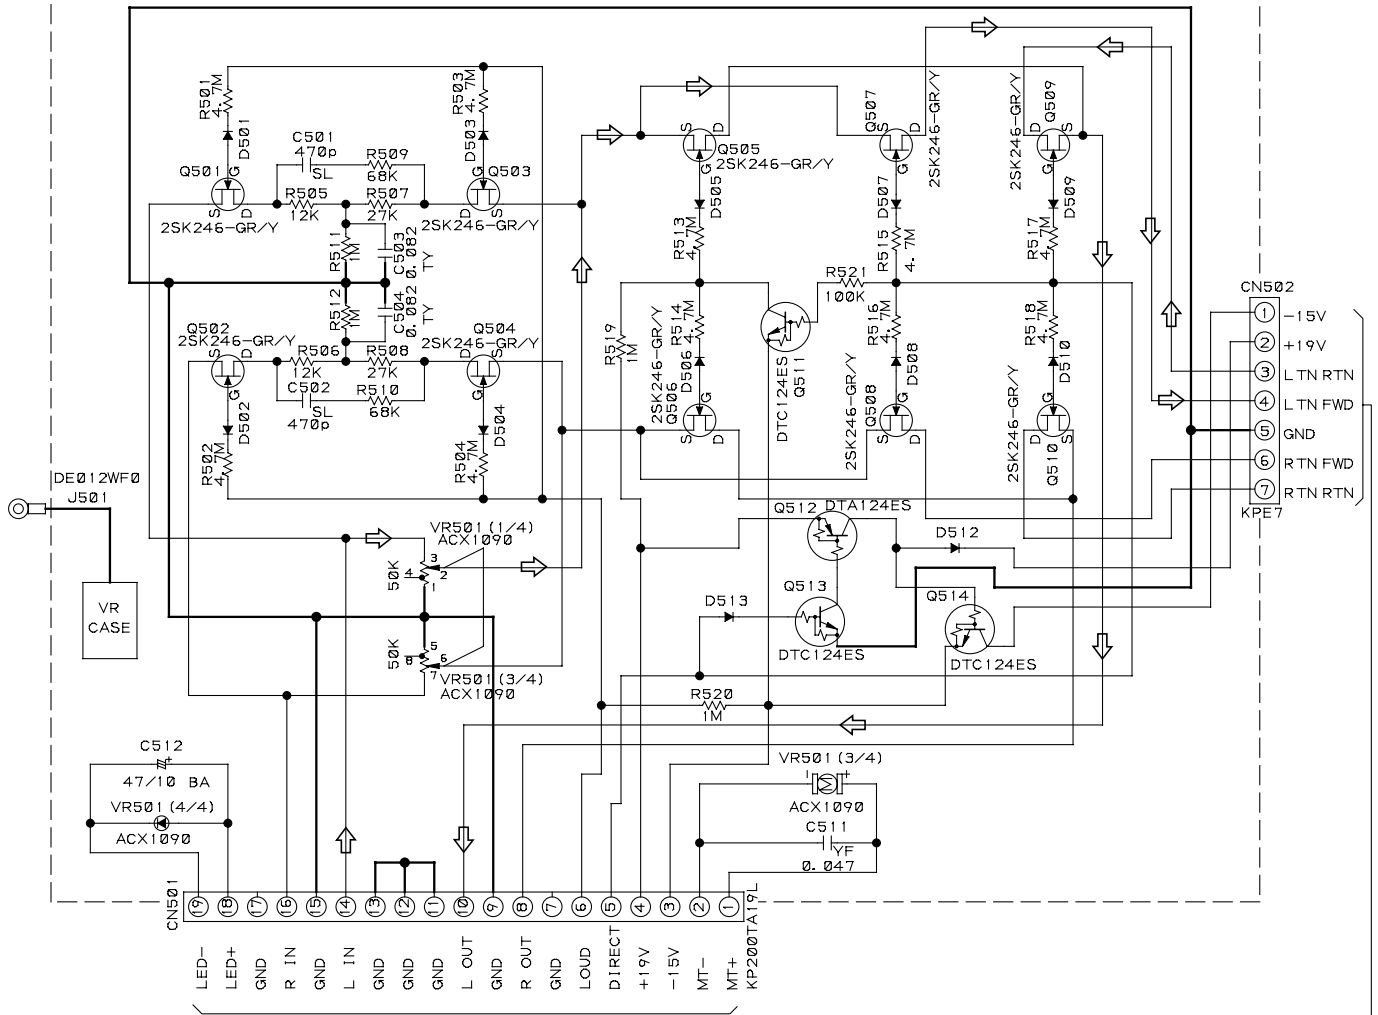 R501
4.7M
D501
G
Q501
S
D
2SK246-GR/Y
C501
470p
SL
R509
68K
R505
12K
R507
27K
R503
4.7M
D503
G
Q503
D
S
2SK246-GR/Y
R511
1M
C503
0.082
TY
R512
1M
C504
0.082
TY
Q502
2SK246-GR/Y
S
D
G
D502
R502
4.7M
R506
12K
C502
SL
470p
R508
27K
R510
68K
Q504
2SK246-GR/Y
D
S
G
D504
R504
4.7M
S
D
Q505
2SK246-GR/Y
G
D505
R513
4.7M
Q507
S
D
2SK246-GR/Y
G
D507
R515
4.7M
2SK246-GR/Y
Q509
D
S
G
D509
R517
4.7M
R521
100K
R519
1M
2SK246-GR/Y
Q506
R514
4.7M
D506
G
S
D
Q511
DTC124ES
R516
4.7M
D508
G
2SK246-GR/Y
Q508
S
D
R518
4.7M
D510
G
2SK246-GR/Y
Q510
D
S
CN502
1 -15V
2 +19V
3 L TN RTN
4 L TN FWD
5 GND
6 R TN FWD
7 R TN RTN
KPE7
DE012WF0
J501
VR
CASE
VR501(1/4)
ACX1090
50K
3
4
2
1
50K
5
8
6
7
VR501(3/4)
ACX1090
Q512
DTA124ES
D512
Q513
D513
DTC124ES
Q514
DTC124ES
R520
1M
C512
+
47/10 BA
VR501(4/4)
ACX1090
VR501(3/4)
- M +
ACX1090
C511
YF
0.047
CN501
19 18 17 16 15 14 13 12 11 10 9 8 7 6 5 4 3 2 1
KP200TA19L
LED-
LED+
GND
R IN
GND
L IN
GND
GND
GND
L OUT
GND
R OUT
GND
LOUD
DIRECT
+19V
-15V
MT-
MT+